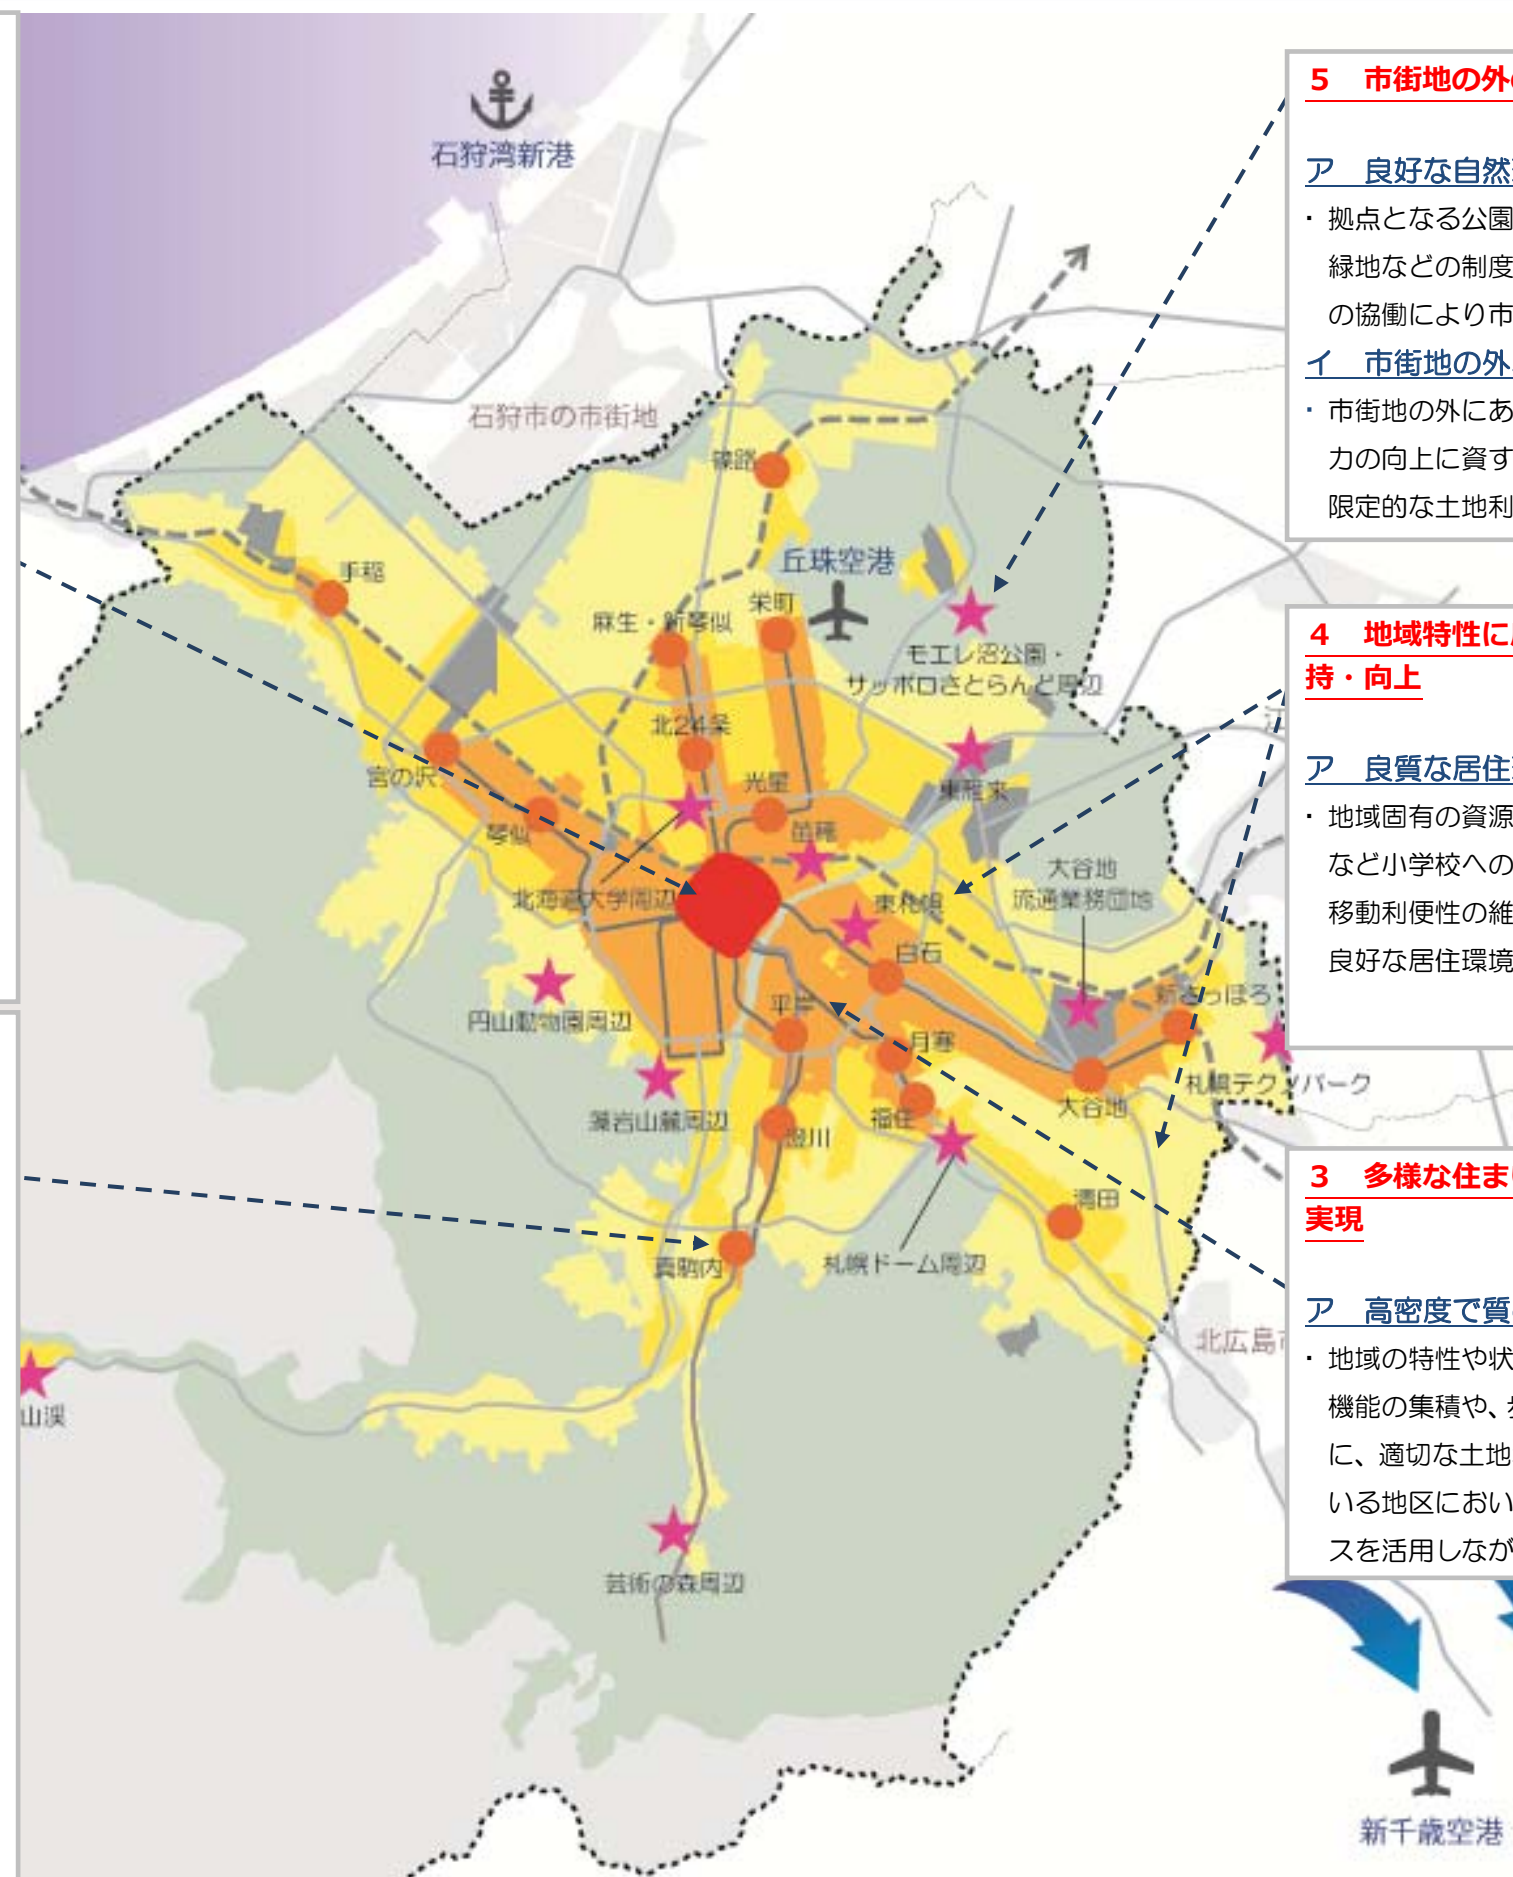 石狩湾新港
石狩市の市街地
篠路
手稲
丘珠空港
麻生・新琴似
栄町
モエレ沼公園・
サッポロさとらんど周辺
北24条
宮の沢
光星
東雁来
琴似
苗穂
大谷地
流通業務団地
北海道大学周辺
東札幌
白石
新さっぽろ
平岸
円山動物園周辺
月寒
札幌テクノパーク
大谷地
藻岩山麓周辺
福住
澄川
清田
真駒内
札幌ドーム周辺
北広島
山渓
芸術の森周辺
新千歳空港
５　市街地の外
ア　良好な自然
・拠点となる公園
緑地などの制度
の協働により市
イ　市街地の外
・市街地の外にあ
力の向上に資す
限定的な土地利
４　地域特性に
持・向上
ア　良質な居住
・地域固有の資源
など小学校への
移動利便性の維
良好な居住環境
３　多様な住ま
実現
ア　高密度で質
・地域の特性や状
機能の集積や、
に、適切な土地
いる地区におい
スを活用しなが